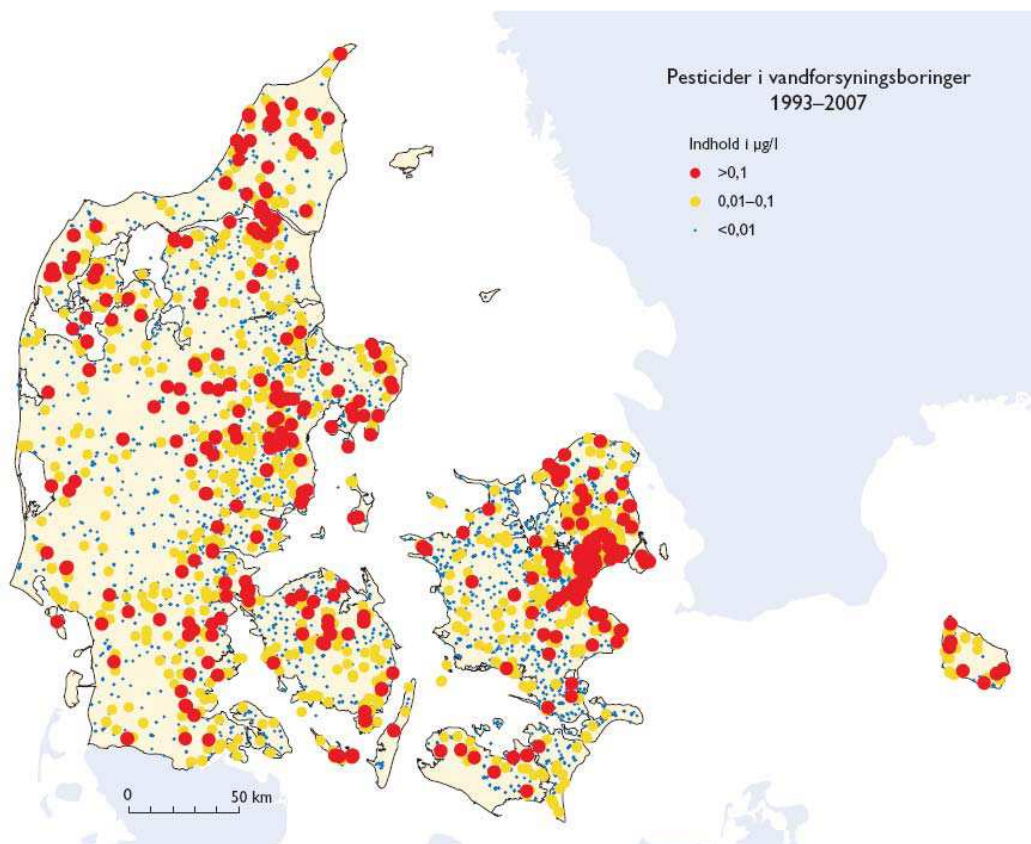 Pesticider i vandforsyningsboringer
1993–2007
Indhold i µg/l
>0,1
0,01–0,1
<0,01
0 50 km